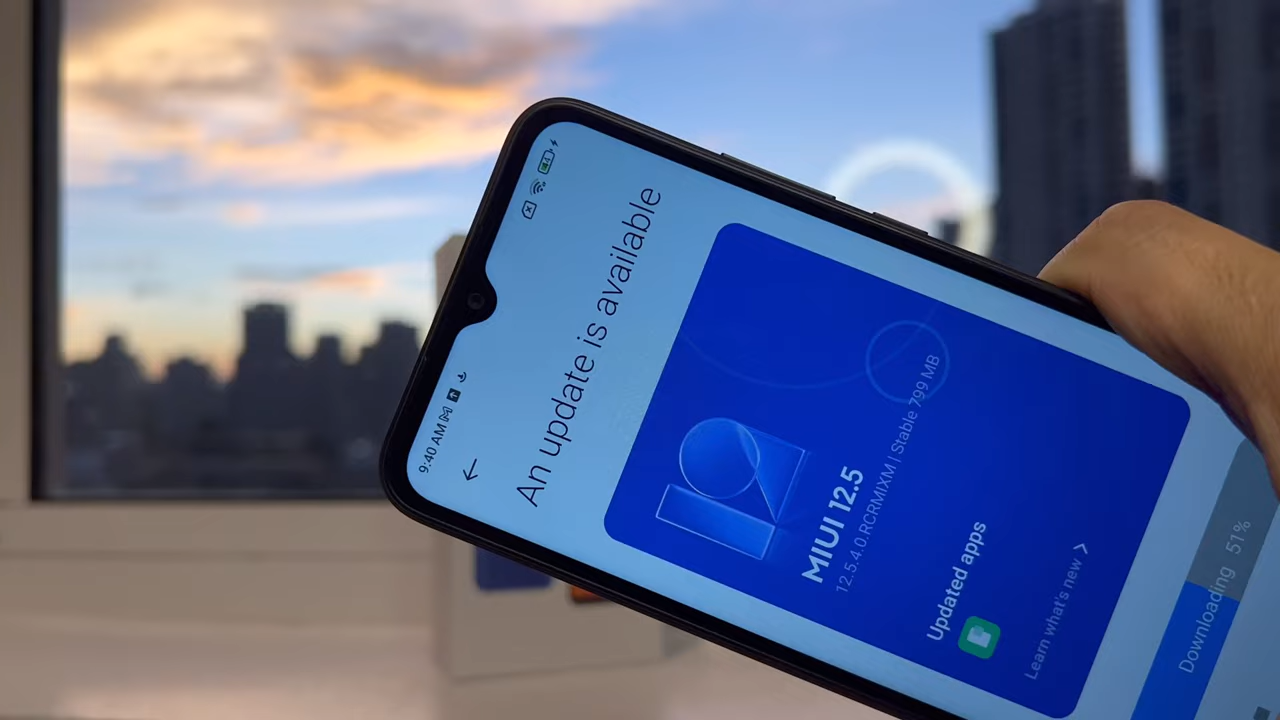 9:40 AM
An update is available
12
MIUI 12.5
12.5.4.0.RCRMIXM | Stable 799 MB
Updated apps
Learn what's new >
Downloading 51%